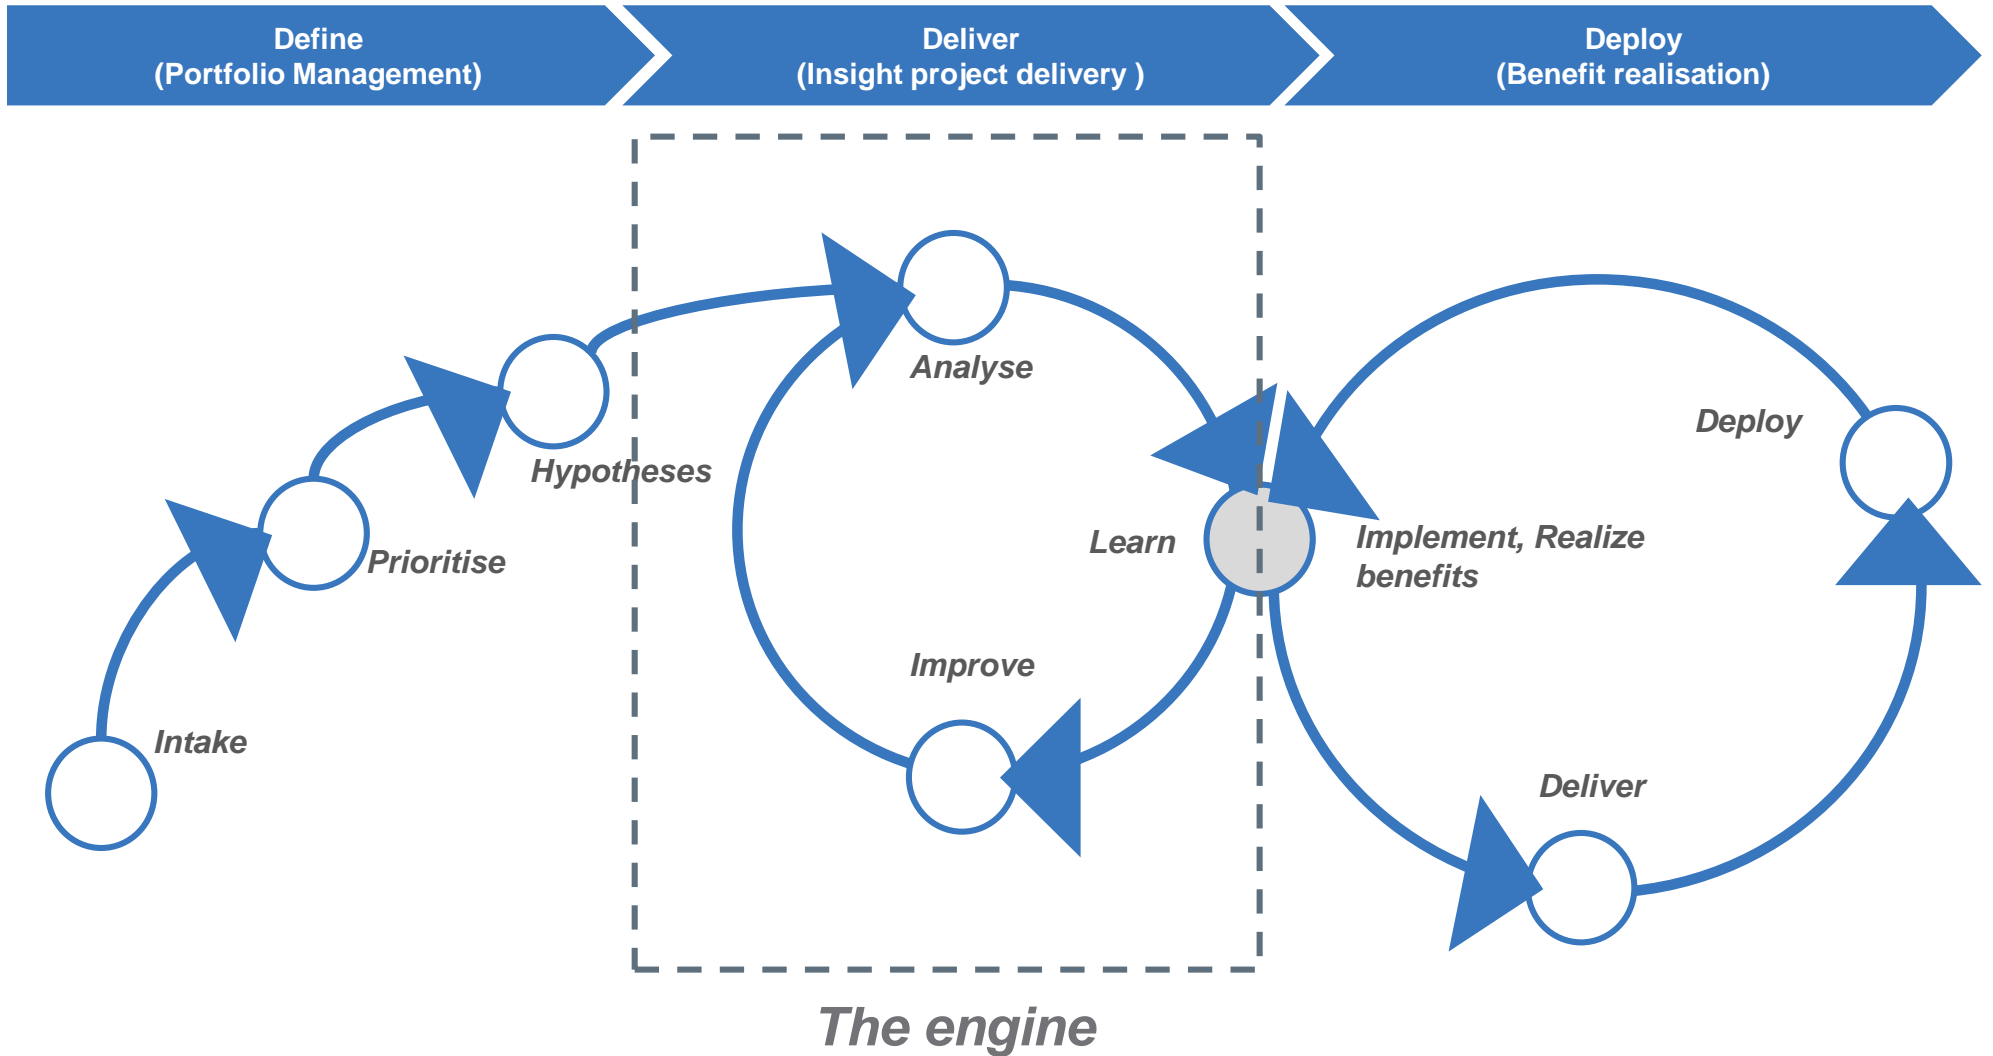 Define
(Portfolio Management)
Deliver
(Insight project delivery )
Deploy
(Benefit realisation)
Analyse
Deploy
Hypotheses
Prioritise
Learn
Implement, Realize
benefits
Improve
Intake
Deliver
The engine